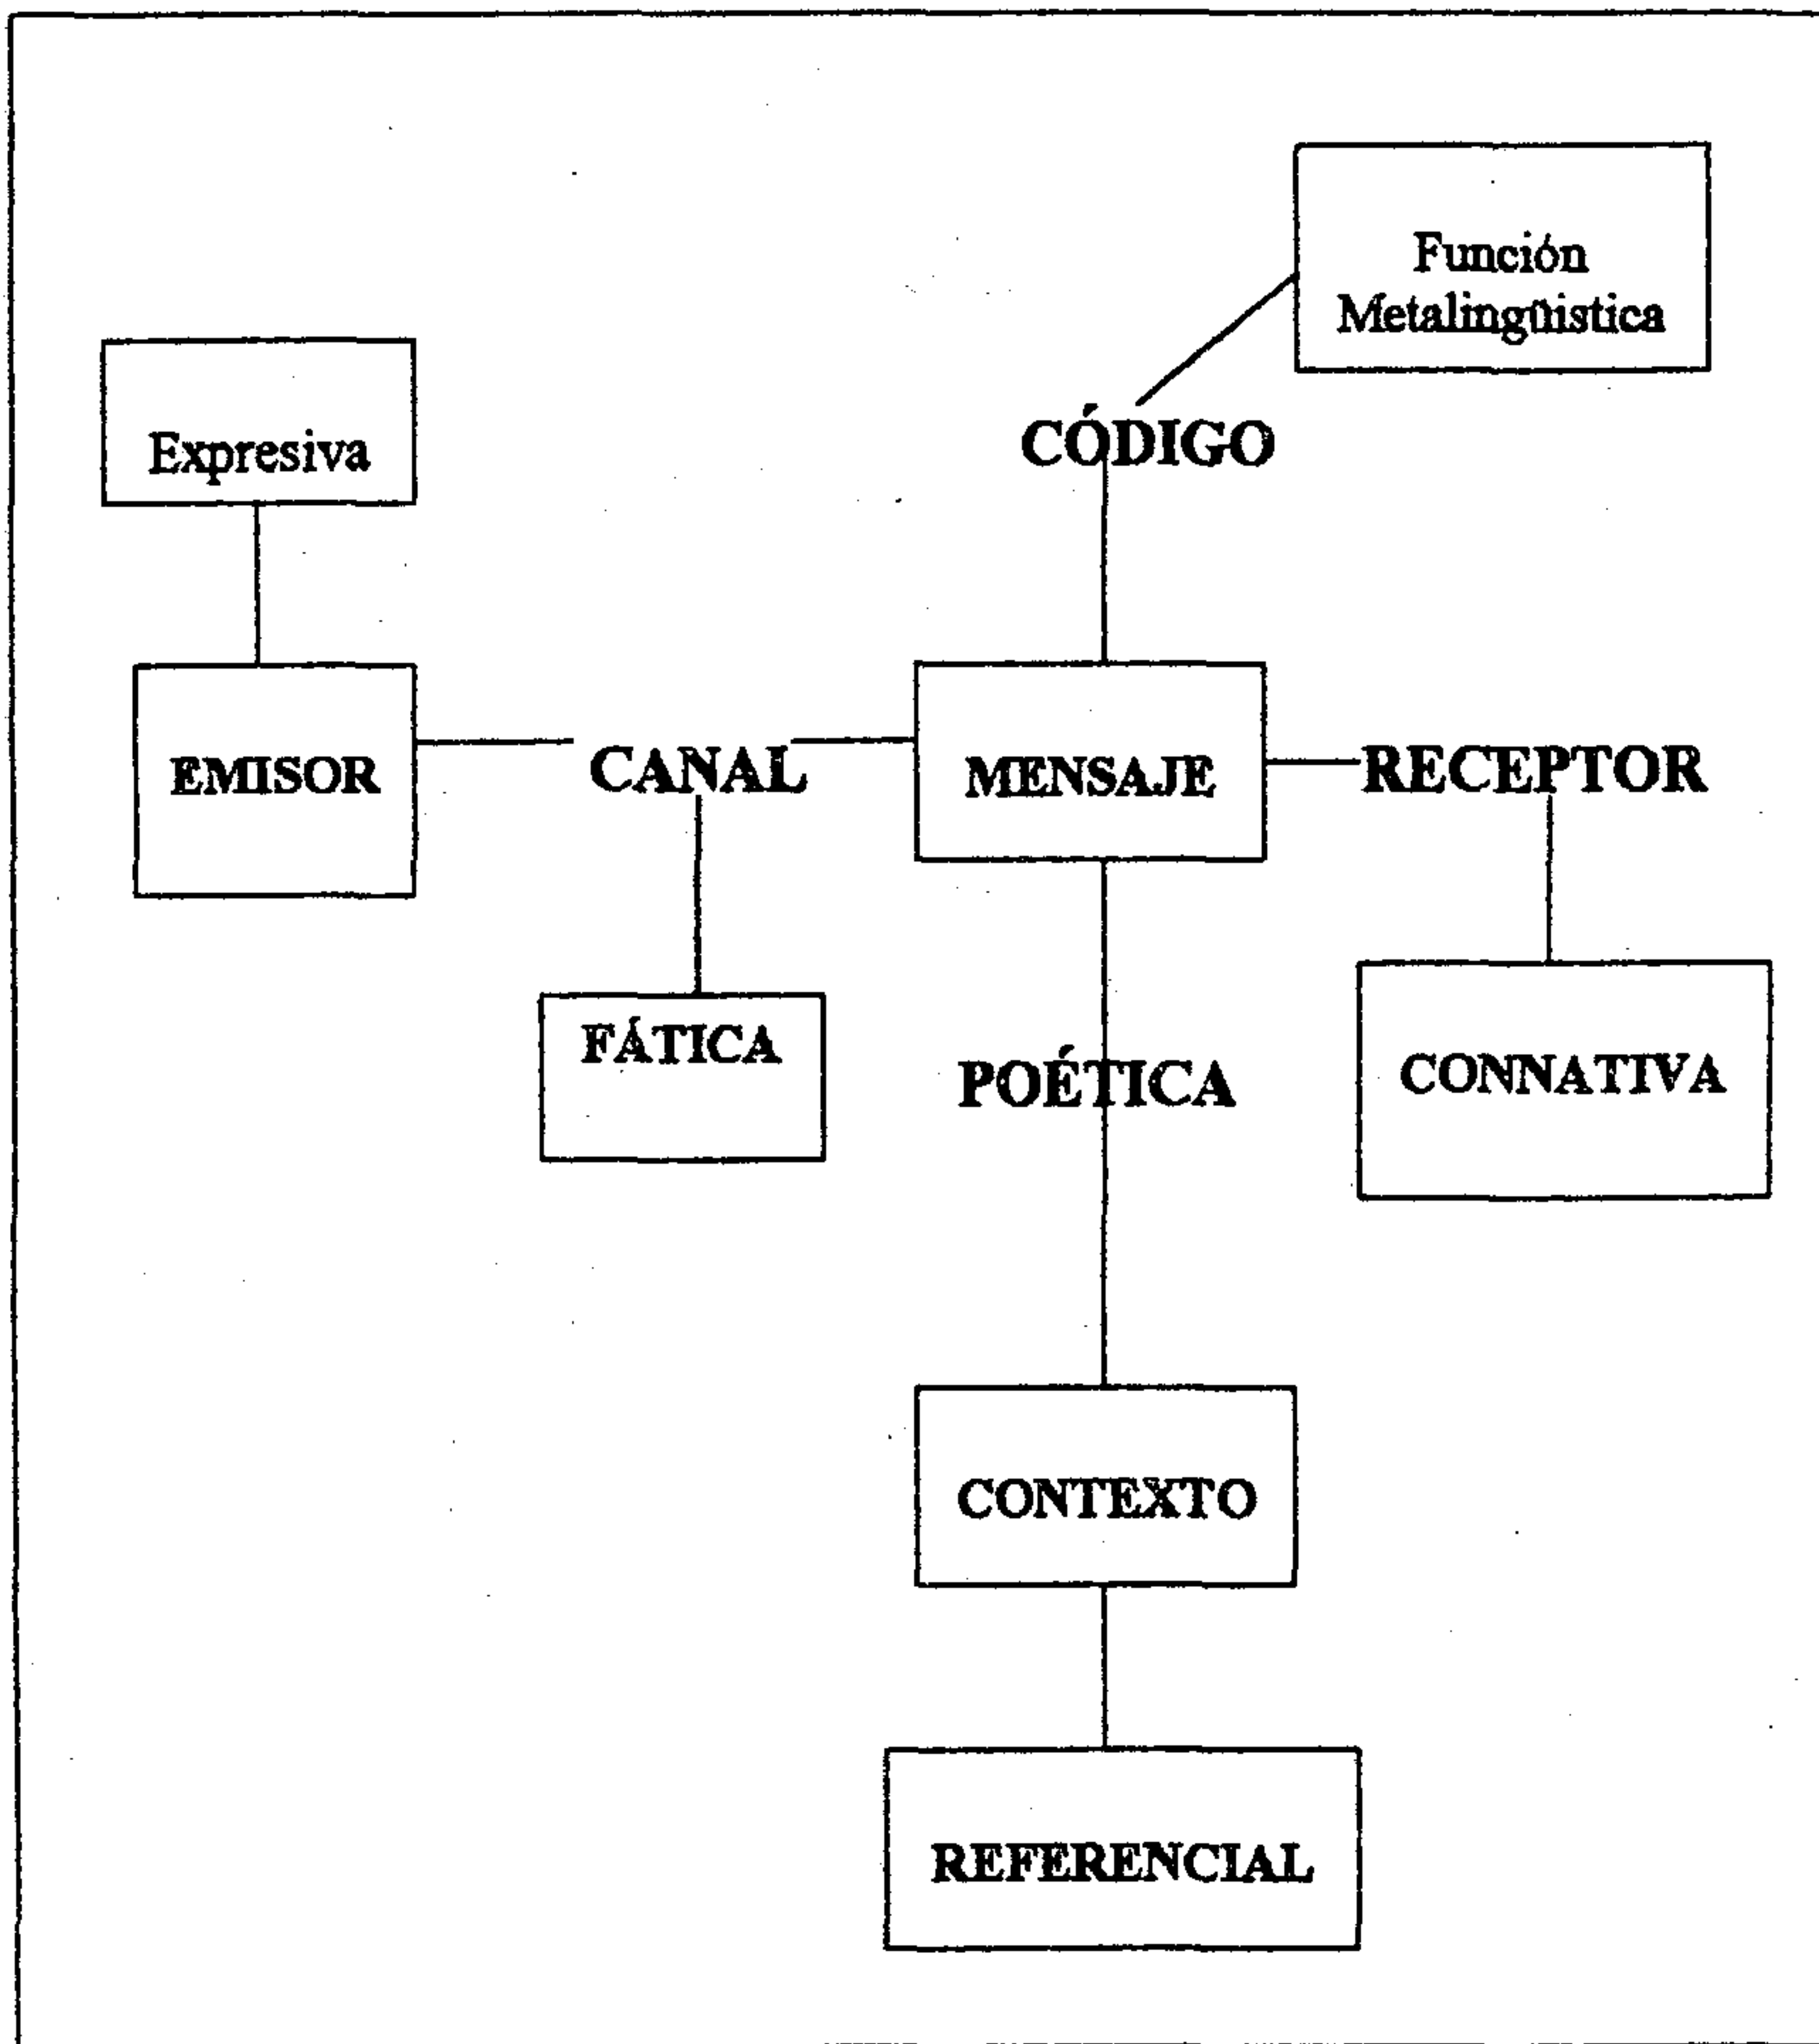 Función
Metalingüistica
Expresiva
CÓDIGO
EMISOR
CANAL
MENSAJE
RECEPTOR
FÁTICA
POÉTICA
CONNATIVA
CONTEXTO
REFERENCIAL